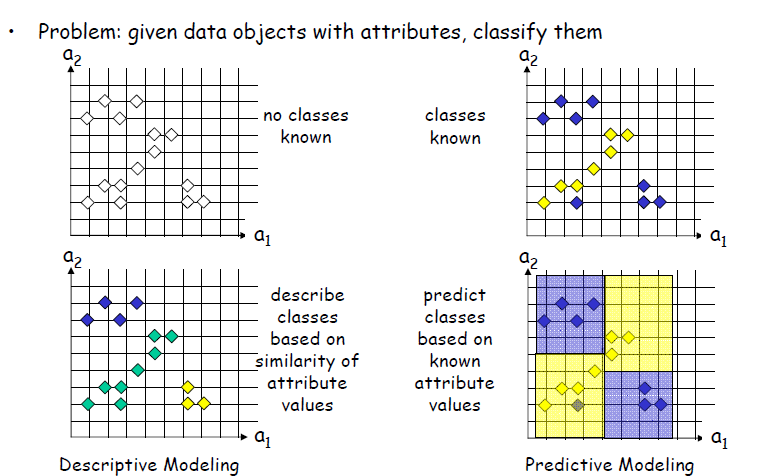 • Problem: given data objects with attributes, classify them
a2
no classes
known
a1
classes
known
a2
a1
a2
describe
classes
based on
similarity of
attribute
values
a1
Descriptive Modeling
predict
classes
based on
known
attribute
values
a2
a1
Predictive Modeling